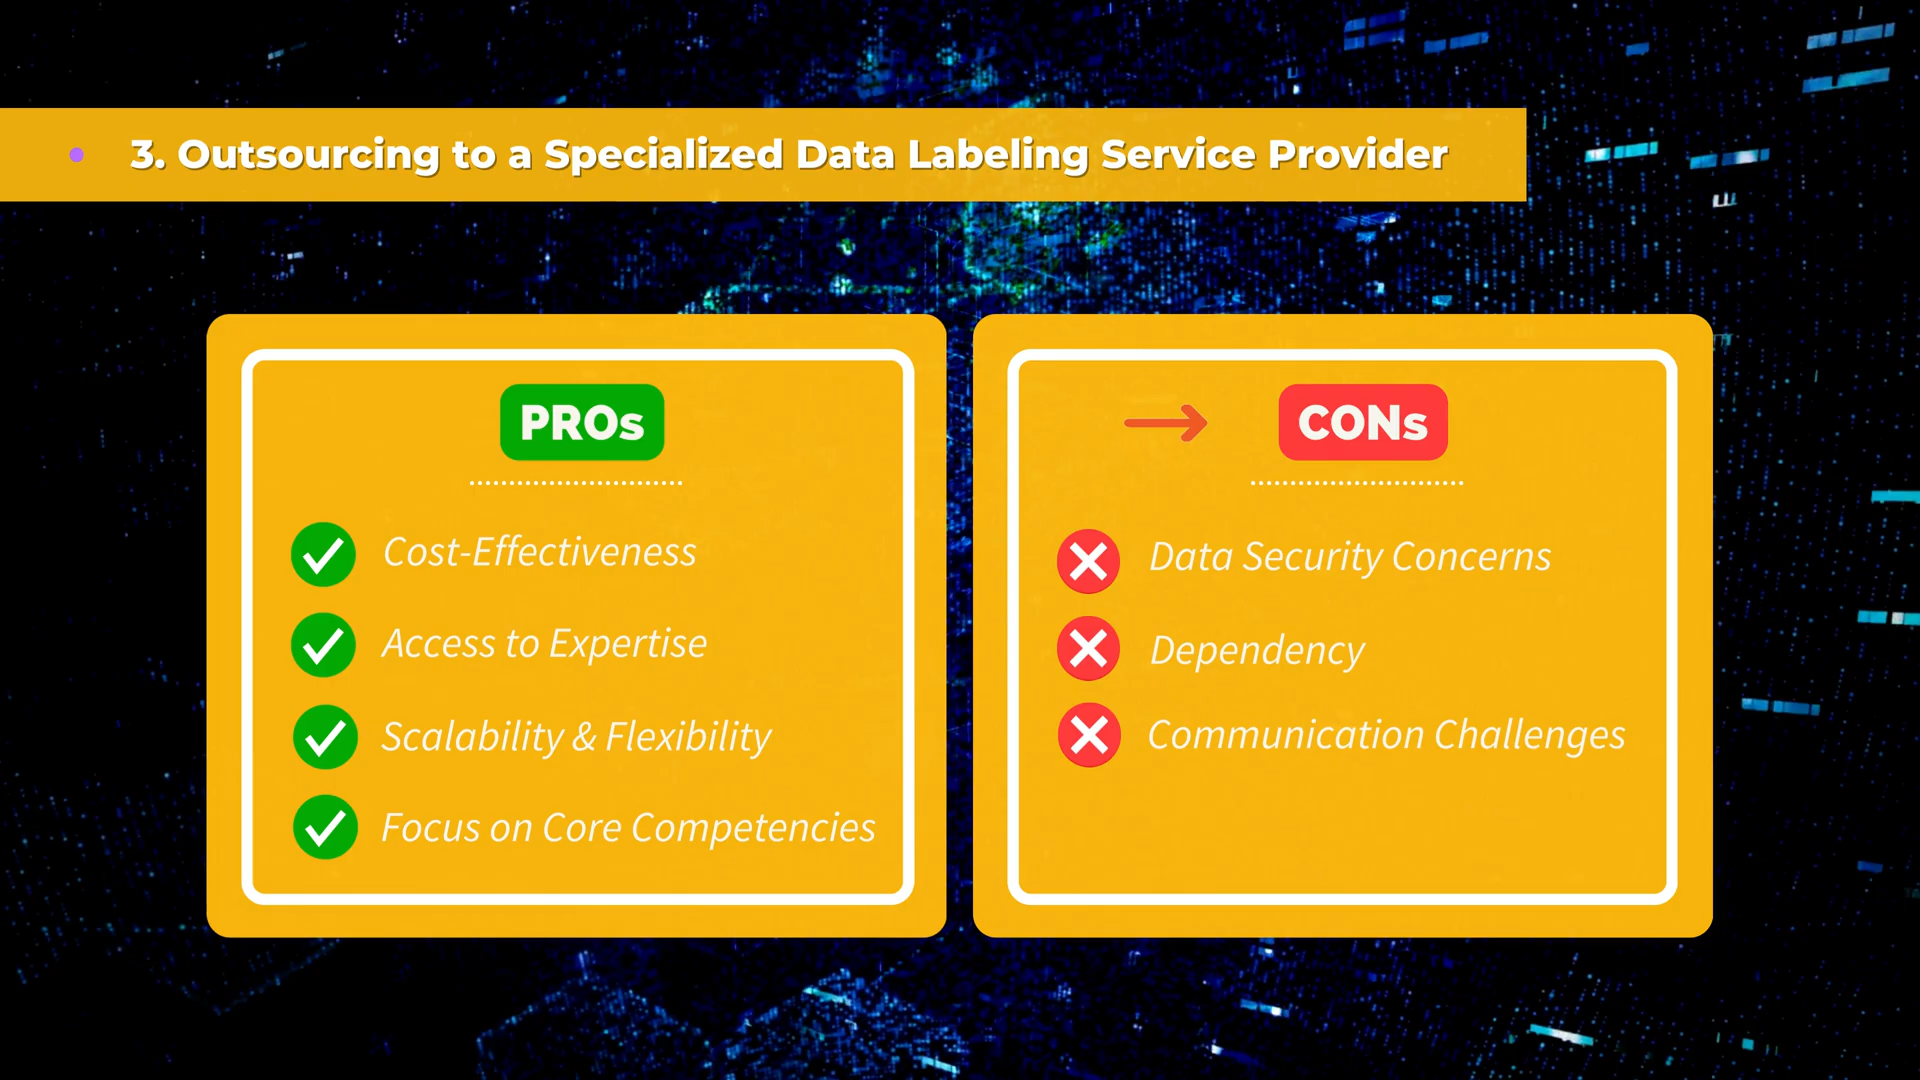 3. Outsourcing to a Specialized Data Labeling Service Provider
PROs
Cost-Effectiveness
Access to Expertise
Scalability & Flexibility
Focus on Core Competencies
CONs
Data Security Concerns
Dependency
Communication Challenges